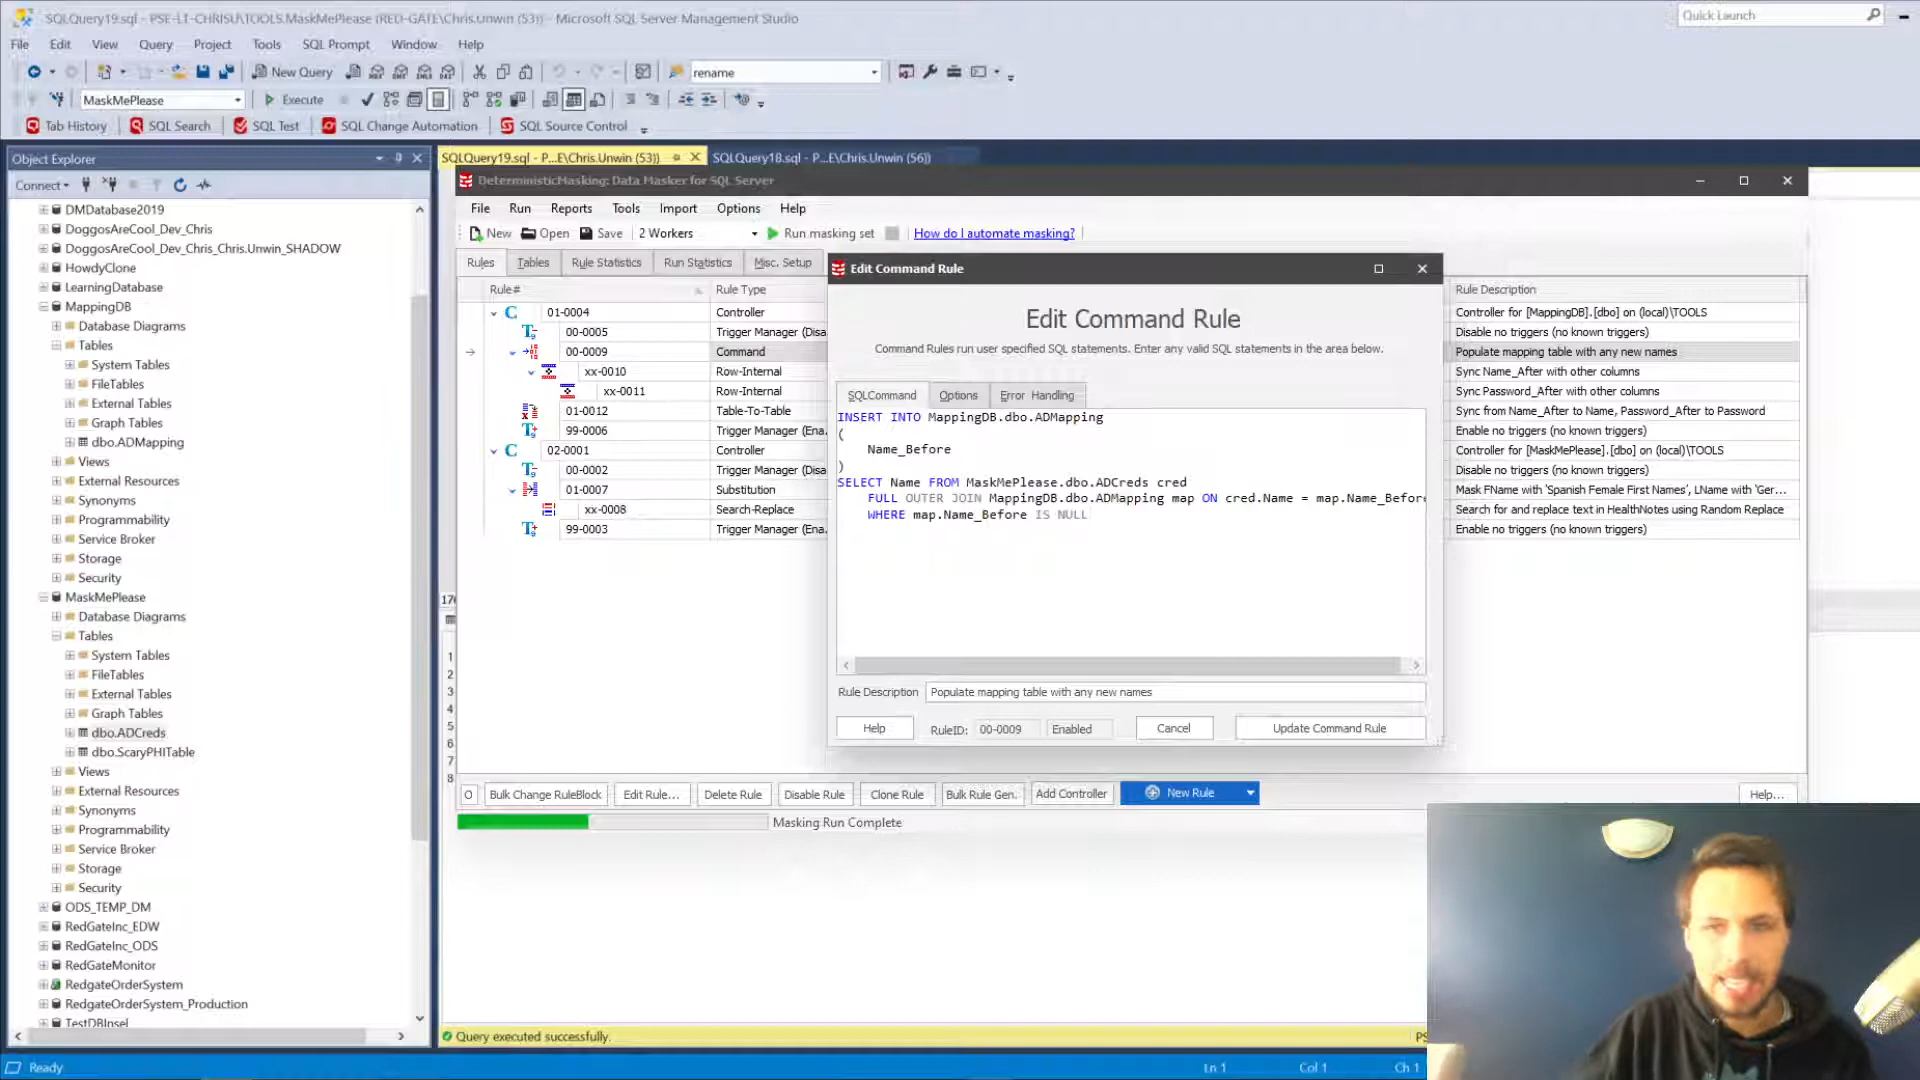 SQLQuery19.sql - PSE-LT-CHRISU\TOOLS.MaskMePlease (RED-GATE\Chris.Unwin (53)) - Microsoft SQL Server Management Studio
Quick Launch
File Edit View Query Project Tools SQL Prompt Window Help
New Query rename
MaskMePlease Execute
Tab History SQL Search SQL Test SQL Change Automation SQL Source Control
Object Explorer
Connect
DMDatabase2019
DoggosAreCool_Dev_Chris
DoggosAreCool_Dev_Chris_Chris.Unwin_SHADOW
HowdyClone
LearningDatabase
MappingDB
Database Diagrams
Tables
System Tables
FileTables
External Tables
Graph Tables
dbo.ADMapping
Views
External Resources
Synonyms
Programmability
Service Broker
Storage
Security
MaskMePlease
Database Diagrams
Tables
System Tables
FileTables
External Tables
Graph Tables
dbo.ADCreds
dbo.ScaryPHITable
Views
External Resources
Synonyms
Programmability
Service Broker
Storage
Security
ODS_TEMP_DM
RedGateInc_EDW
RedGateInc_ODS
RedGateMonitor
RedgateOrderSystem
RedgateOrderSystem_Production
TestDBInsel
SQLQuery19.sql - P...E\Chris.Unwin (53)) SQLQuery18.sql - P...E\Chris.Unwin (56))
DeterministicMasking: Data Masker for SQL Server
File Run Reports Tools Import Options Help
New Open Save 2 Workers Run masking set How do I automate masking?
Rules Tables Rule Statistics Run Statistics Misc. Setup
Rule# Rule Type Rule Description
01-0004 Controller Controller for [MappingDB].[dbo] on (local)\TOOLS
00-0005 Trigger Manager (Disa Disable no triggers (no known triggers)
00-0009 Command Populate mapping table with any new names
xx-0010 Row-Internal Sync Name_After with other columns
xx-0011 Row-Internal Sync Password_After with other columns
01-0012 Table-To-Table Sync from Name_After to Name, Password_After to Password
99-0006 Trigger Manager (Ena. Enable no triggers (no known triggers)
02-0001 Controller Controller for [MaskMePlease].[dbo] on (local)\TOOLS
00-0002 Trigger Manager (Disa Disable no triggers (no known triggers)
01-0007 Substitution Mask FName with 'Spanish Female First Names', LName with 'Ger...
xx-0008 Search-Replace Search for and replace text in HealthNotes using Random Replace
99-0003 Trigger Manager (Ena. Enable no triggers (no known triggers)
Edit Command Rule
Edit Command Rule
Command Rules run user specified SQL statements. Enter any valid SQL statements in the area below.
SQLCommand Options Error Handling
INSERT INTO MappingDB.dbo.ADMapping
(
Name_Before
)
SELECT Name FROM MaskMePlease.dbo.ADCreds cred
FULL OUTER JOIN MappingDB.dbo.ADMapping map ON cred.Name = map.Name_Before
WHERE map.Name_Before IS NULL
Rule Description Populate mapping table with any new names
Help RuleID: 00-0009 Enabled Cancel Update Command Rule
1
2
3
4
5
6
7
8
Bulk Change RuleBlock Edit Rule... Delete Rule Disable Rule Clone Rule Bulk Rule Gen. Add Controller New Rule Help...
Masking Run Complete
Query executed successfully.
Ready Ln 1 Col 1 Ch 1